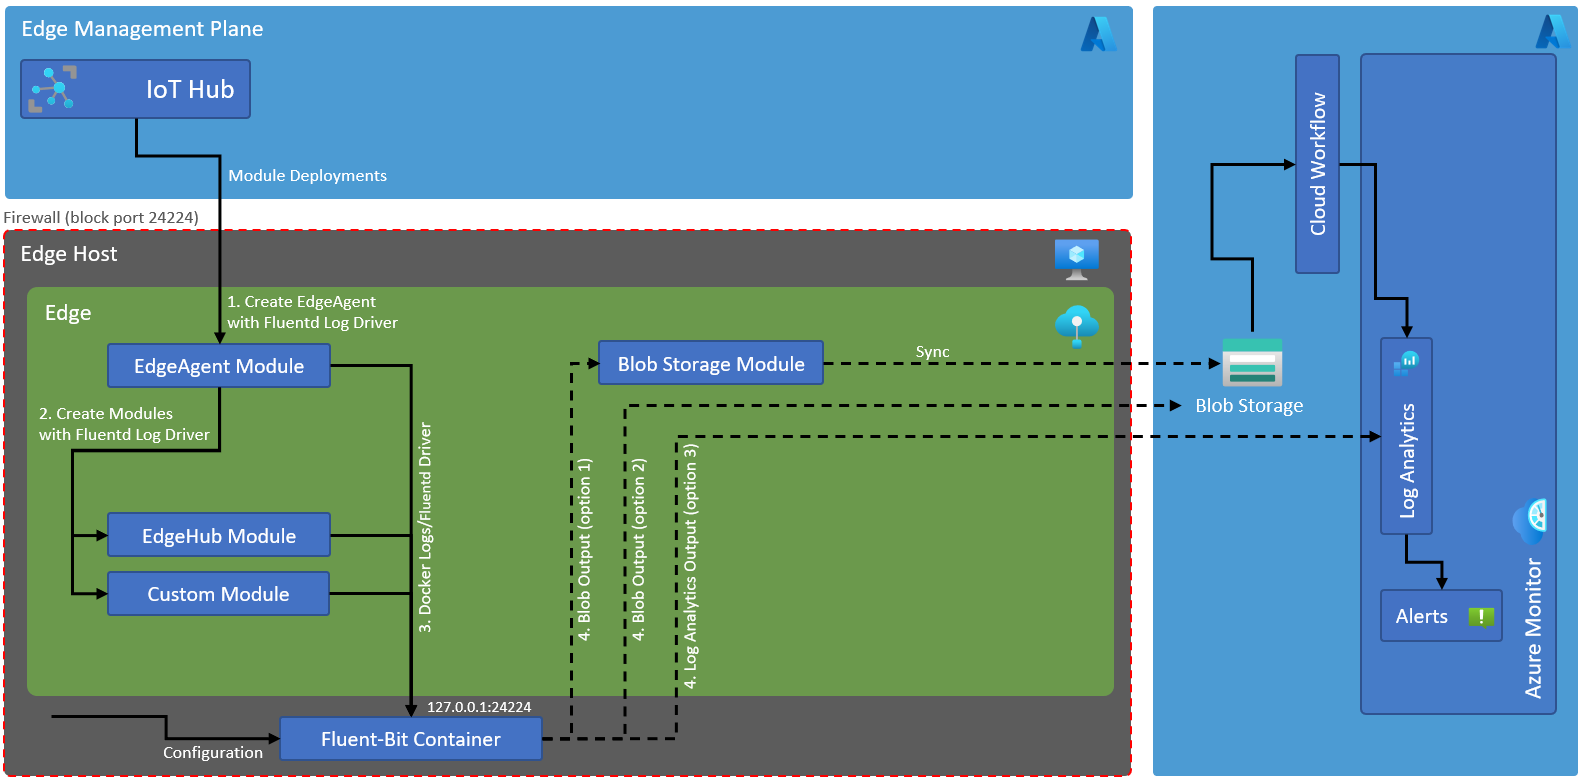 Edge Management Plane
IoT Hub
Module Deployments
Firewall (block port 24224)
Edge Host
Edge
1. Create EdgeAgent
with Fluentd Log Driver
EdgeAgent Module
2. Create Modules
with Fluentd Log Driver
EdgeHub Module
Custom Module
3. Docker Logs/Fluentd Driver
127.0.0.1:24224
Configuration
Fluent-Bit Container
Blob Storage Module
4. Blob Output (option 1)
4. Blob Output (option 2)
4. Log Analytics Output (option 3)
Sync
Blob Storage
Cloud Workflow
Log Analytics
Alerts
Azure Monitor